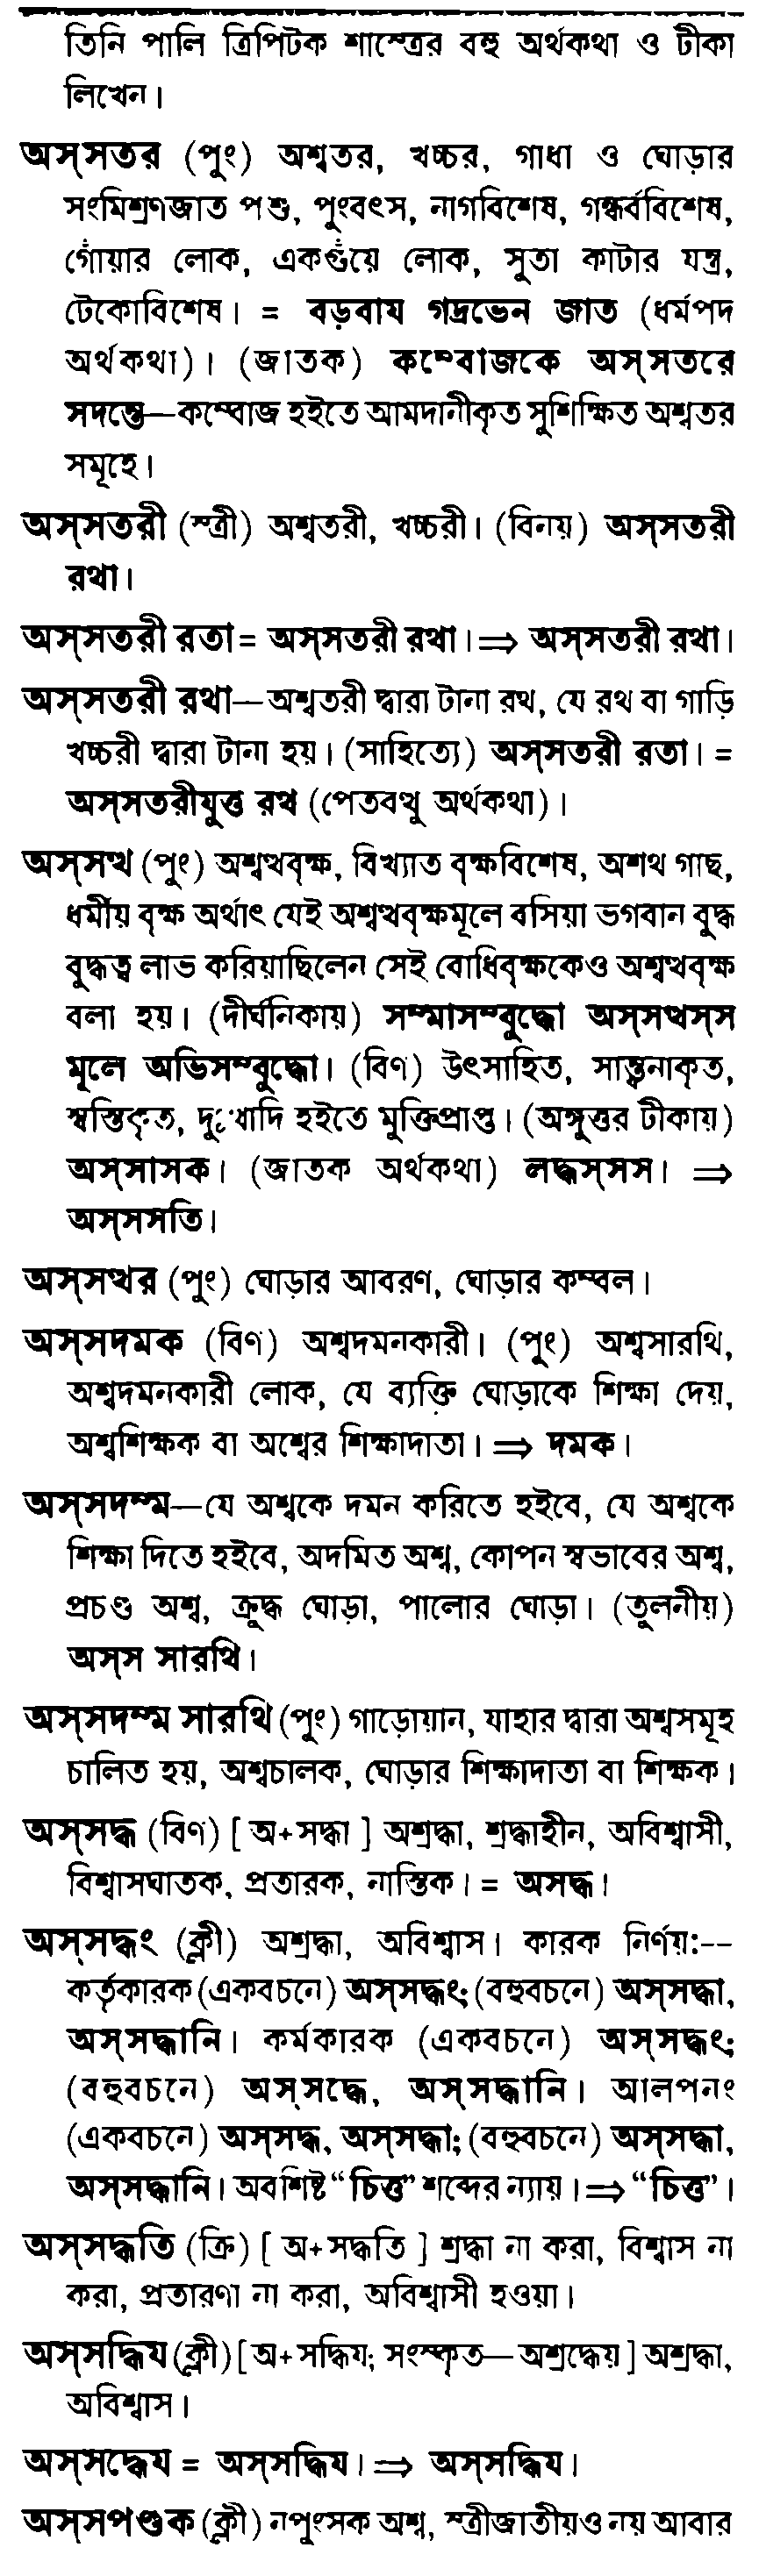 তিনি পালি ত্রিপিটক শাস্ত্রের বহু অর্থকথা ও টীকা
লিখেন।
অস্‌সতর (পুং) অশ্বতর, খচ্চর, গাধা ও ঘোড়ার
সংমিশ্রণজাত পশু, পুংবৎস, নাগবিশেষ, গন্ধর্ববিশেষ,
গোঁয়ার লোক, একগুঁয়ে লোক, সুতা কাটার যন্ত্র,
টেকোবিশেষ। = বড়বায গদ্রভেন জাত (ধর্মপদ
অর্থকথা)। (জাতক) কম্বোজকে অস্‌সতরে
সদন্তে—কম্বোজ হইতে আমদানীকৃত সুশিক্ষিত অশ্বতর
সমূহে।
অস্‌সতরী (স্ত্রী) অশ্বতরী, খচ্চরী। (বিনয়) অস্‌সতরী
রথা।
অস্‌সতরী রতা= অস্‌সতরী রথা।⇒ অস্‌সতরী রথা।
অস্‌সতরী রথা—অশ্বতরী দ্বারা টানা রথ, যে রথ বা গাড়ি
খচ্চরী দ্বারা টানা হয়। (সাহিত্যে) অস্‌সতরী রতা। =
অস্‌সতরীযুত্ত রথ (পেতবত্থু অর্থকথা)।
অস্‌সত্থ (পুং) অশ্বত্থবৃক্ষ, বিখ্যাত বৃক্ষবিশেষ, অশথ গাছ,
ধর্মীয় বৃক্ষ অর্থাৎ যেই অশ্বত্থবৃক্ষমূলে বসিয়া ভগবান বুদ্ধ
বুদ্ধত্ব লাভ করিয়াছিলেন সেই বোধিবৃক্ষকেও অশ্বত্থবৃক্ষ
বলা হয়। (দীর্ঘনিকায়) সম্মাসম্বুদ্ধো অস্‌সত্থস্‌স
মূলে অভিসম্বুদ্ধো। (বিণ) উৎসাহিত, সান্ত্বনাকৃত,
স্বস্তিকৃত, দুঃখাদি হইতে মুক্তিপ্রাপ্ত। (অঙ্গুত্তর টীকায়)
অস্‌সাসক। (জাতক অর্থকথা) লদ্ধস্‌সস। ⇒
অস্‌সসতি।
অস্‌সত্থর (পুং) ঘোড়ার আবরণ, ঘোড়ার কম্বল।
অস্‌সদমক (বিণ) অশ্বদমনকারী। (পুং) অশ্বসারথি,
অশ্বদমনকারী লোক, যে ব্যক্তি ঘোড়াকে শিক্ষা দেয়,
অশ্বশিক্ষক বা অশ্বের শিক্ষাদাতা। ⇒ দমক।
অস্‌সদম্ম—যে অশ্বকে দমন করিতে হইবে, যে অশ্বকে
শিক্ষা দিতে হইবে, অদমিত অশ্ব, কোপন স্বভাবের অশ্ব,
প্রচণ্ড অশ্ব, ক্রুদ্ধ ঘোড়া, পালোর ঘোড়া। (তুলনীয়)
অস্‌স সারথি।
অস্‌সদম্ম সারথি (পুং) গাড়োয়ান, যাহার দ্বারা অশ্বসমূহ
চালিত হয়, অশ্বচালক, ঘোড়ার শিক্ষাদাতা বা শিক্ষক।
অস্‌সদ্ধ (বিণ) [ অ+সদ্ধা ] অশ্রদ্ধা, শ্রদ্ধাহীন, অবিশ্বাসী,
বিশ্বাসঘাতক, প্রতারক, নাস্তিক। = অসদ্ধ।
অস্‌সদ্ধং (ক্লী) অশ্রদ্ধা, অবিশ্বাস। কারক নির্ণয়:--
কর্তৃকারক (একবচনে) অস্‌সদ্ধং; (বহুবচনে) অস্‌সদ্ধা,
অস্‌সদ্ধানি। কর্মকারক (একবচনে) অস্‌সদ্ধং;
(বহুবচনে) অস্‌সদ্ধে, অস্‌সদ্ধানি। আলপনং
(একবচনে) অস্‌সদ্ধ, অস্‌সদ্ধা; (বহুবচনে) অস্‌সদ্ধা,
অস্‌সদ্ধানি। অবশিষ্ট “চিত্ত” শব্দের ন্যায়।⇒ “চিত্ত”।
অস্‌সদ্ধতি (ক্রি) [ অ+সদ্ধতি ] শ্রদ্ধা না করা, বিশ্বাস না
করা, প্রতারণা না করা, অবিশ্বাসী হওয়া।
অস্‌সদ্ধিয (ক্লী) [ অ+সদ্ধিয; সংস্কৃত—অশ্রদ্ধেয় ] অশ্রদ্ধা,
অবিশ্বাস।
অস্‌সদ্ধেয = অস্‌সদ্ধিয। ⇒ অস্‌সদ্ধিয।
অস্‌সপণ্ডক (ক্লী) নপুংসক অশ্ব, স্ত্রীজাতীয়ও নয় আবার